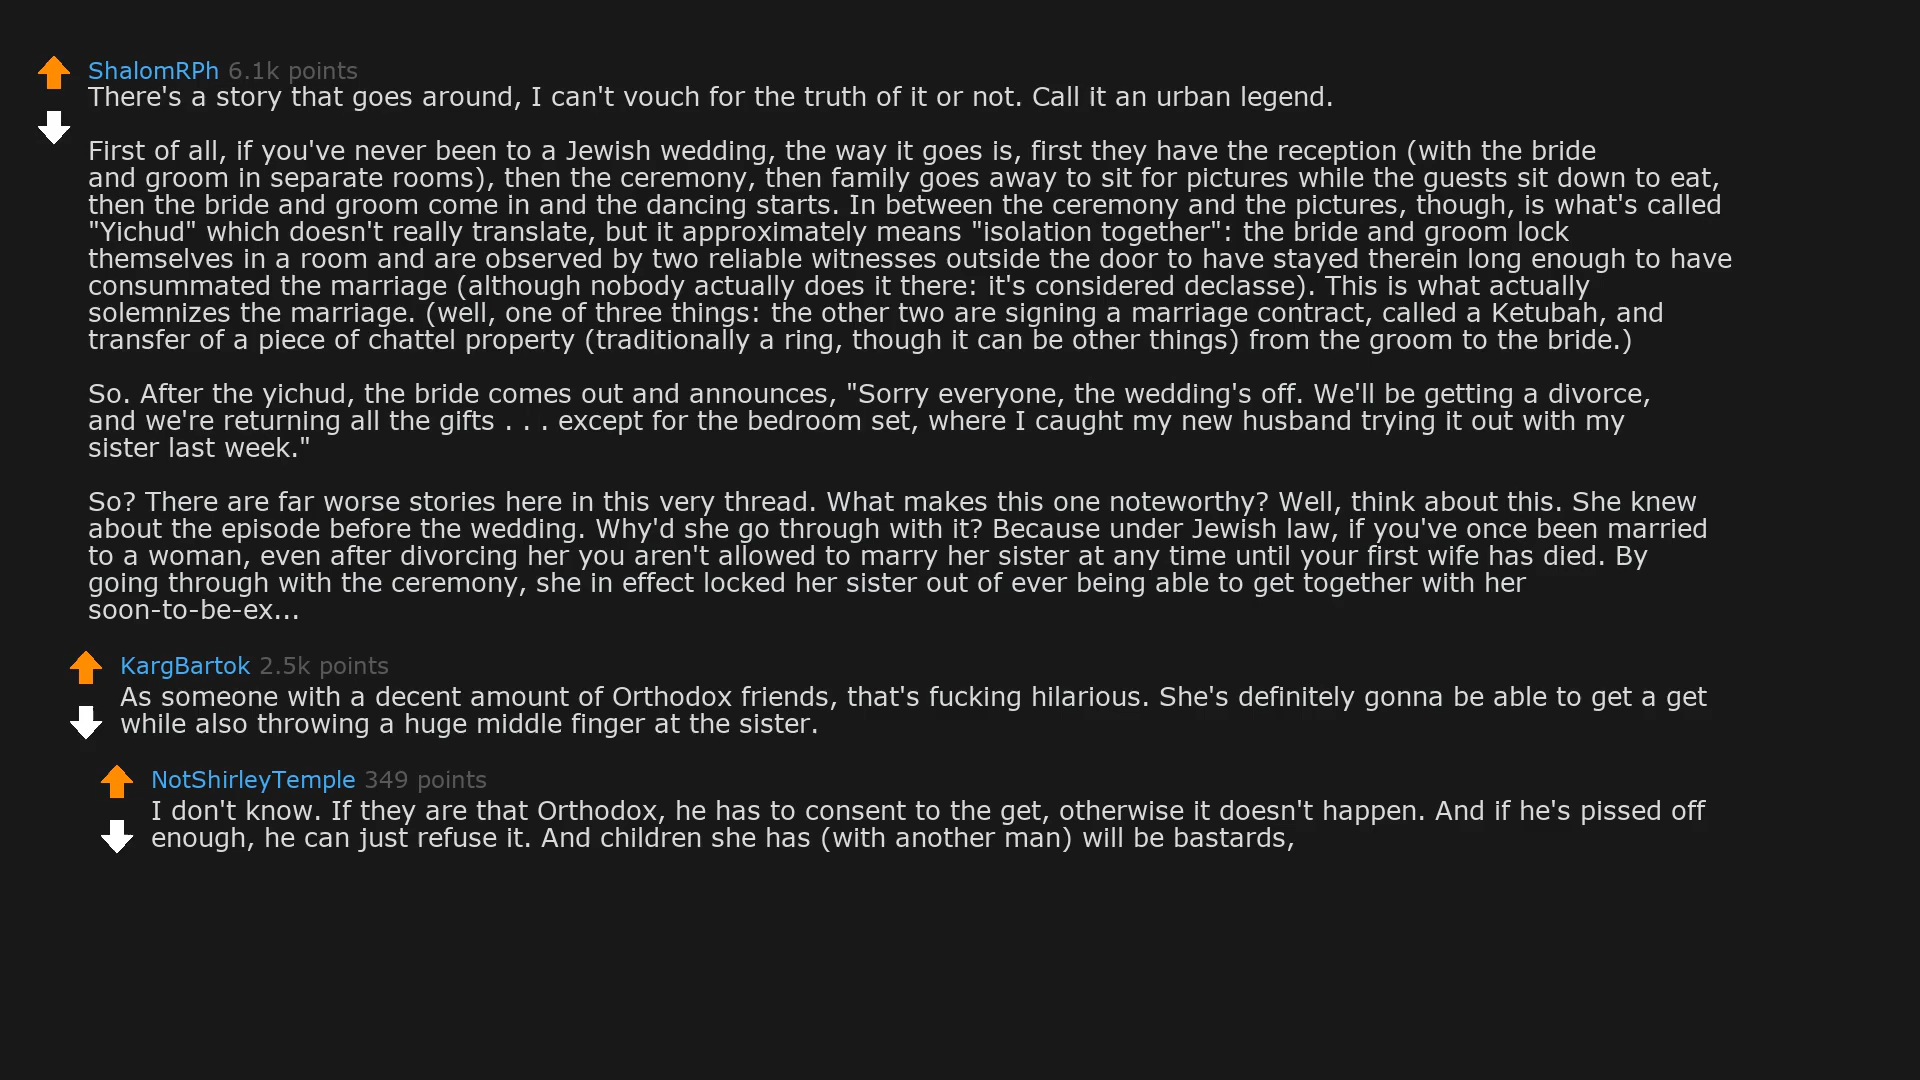 ShalomRPh 6.1k points
There's a story that goes around, I can't vouch for the truth of it or not. Call it an urban legend.
First of all, if you've never been to a Jewish wedding, the way it goes is, first they have the reception (with the bride
and groom in separate rooms), then the ceremony, then family goes away to sit for pictures while the guests sit down to eat,
then the bride and groom come in and the dancing starts. In between the ceremony and the pictures, though, is what's called
"Yichud" which doesn't really translate, but it approximately means "isolation together": the bride and groom lock
themselves in a room and are observed by two reliable witnesses outside the door to have stayed therein long enough to have
consummated the marriage (although nobody actually does it there: it's considered declasse). This is what actually
solemnizes the marriage. (well, one of three things: the other two are signing a marriage contract, called a Ketubah, and
transfer of a piece of chattel property (traditionally a ring, though it can be other things) from the groom to the bride.)
So. After the yichud, the bride comes out and announces, "Sorry everyone, the wedding's off. We'll be getting a divorce,
and we're returning all the gifts . . . except for the bedroom set, where I caught my new husband trying it out with my
sister last week."
So? There are far worse stories here in this very thread. What makes this one noteworthy? Well, think about this. She knew
about the episode before the wedding. Why'd she go through with it? Because under Jewish law, if you've once been married
to a woman, even after divorcing her you aren't allowed to marry her sister at any time until your first wife has died. By
going through with the ceremony, she in effect locked her sister out of ever being able to get together with her
soon-to-be-ex...
KargBartok 2.5k points
As someone with a decent amount of Orthodox friends, that's fucking hilarious. She's definitely gonna be able to get a get
while also throwing a huge middle finger at the sister.
NotShirleyTemple 349 points
I don't know. If they are that Orthodox, he has to consent to the get, otherwise it doesn't happen. And if he's pissed off
enough, he can just refuse it. And children she has (with another man) will be bastards,